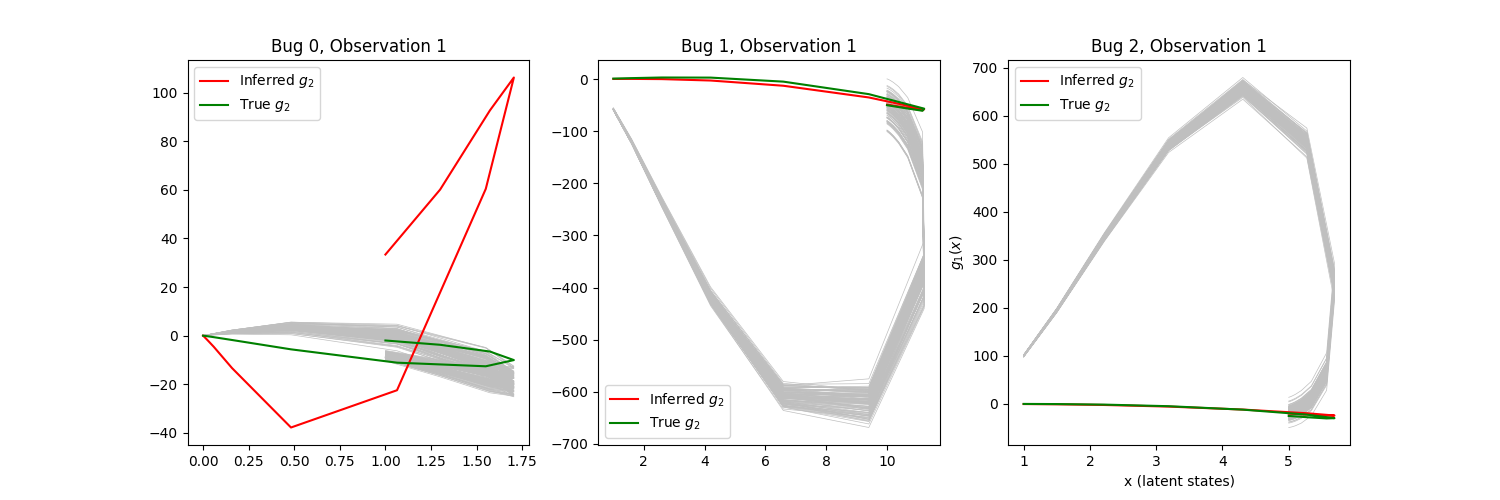 Bug 0, Observation 1
Inferred g₂
True g₂
100
80
60
40
20
0
−20
−40
0.00 0.25 0.50 0.75 1.00 1.25 1.50 1.75
Bug 1, Observation 1
0
−100
−200
−300
−400
−500
−600
−700
Inferred g₂
True g₂
2 4 6 8 10
Bug 2, Observation 1
Inferred g₂
True g₂
g₁(x)
700
600
500
400
300
200
100
0
1 2 3 4 5
x (latent states)